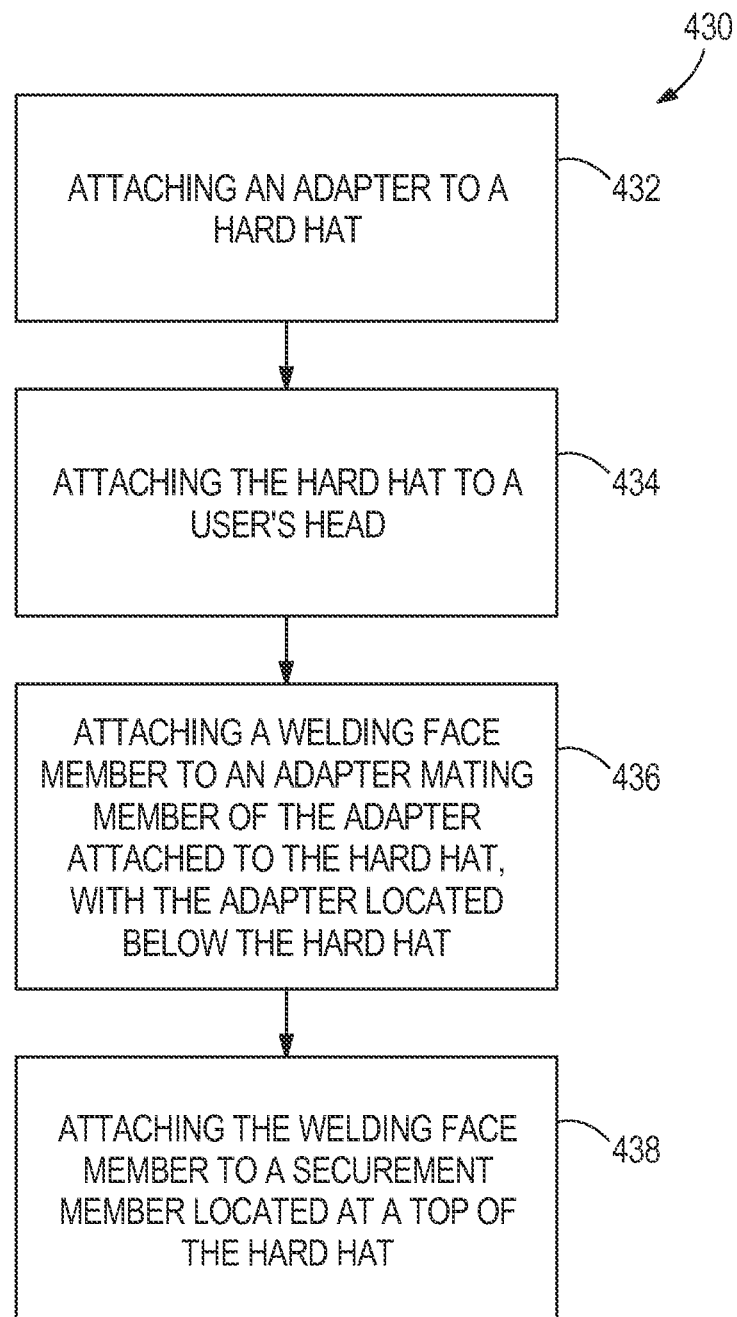 430
ATTACHING AN ADAPTER TO A
HARD HAT
432
ATTACHING THE HARD HAT TO A
USER'S HEAD
434
ATTACHING A WELDING FACE
MEMBER TO AN ADAPTER MATING
MEMBER OF THE ADAPTER
ATTACHED TO THE HARD HAT,
WITH THE ADAPTER LOCATED
BELOW THE HARD HAT
436
ATTACHING THE WELDING FACE
MEMBER TO A SECUREMENT
MEMBER LOCATED AT A TOP OF
THE HARD HAT
438